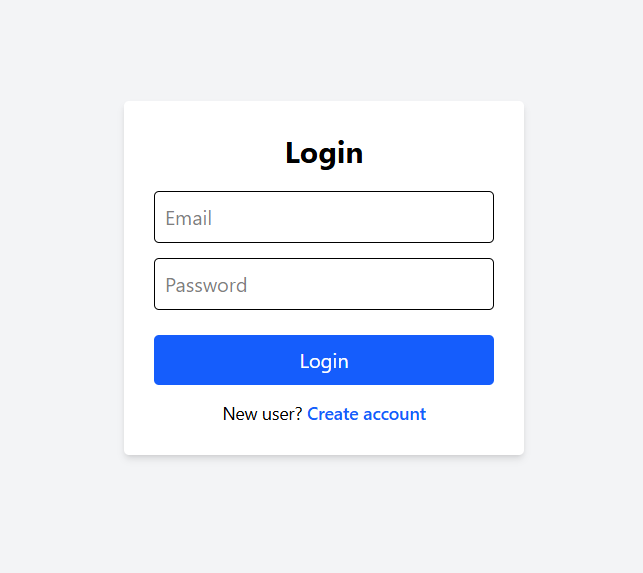 Login
Email
Password
Login
New user? Create account